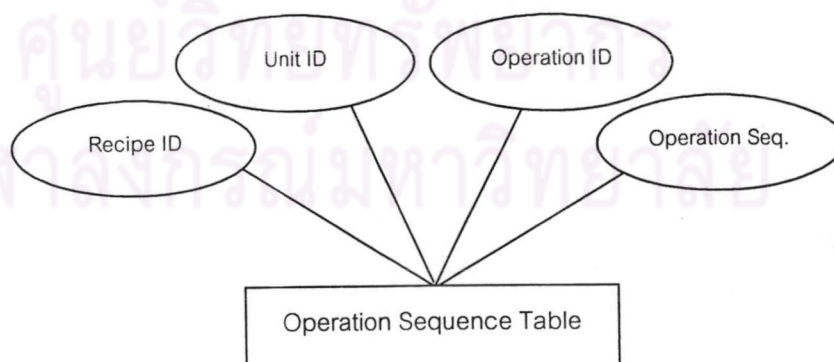 ศูนย์วิทยทรัพยากร
Unit ID
Operation ID
Recipe ID
Operation Seq.
ฬาลงกรณ์มหาวิทยาลัย
Operation Sequence Table